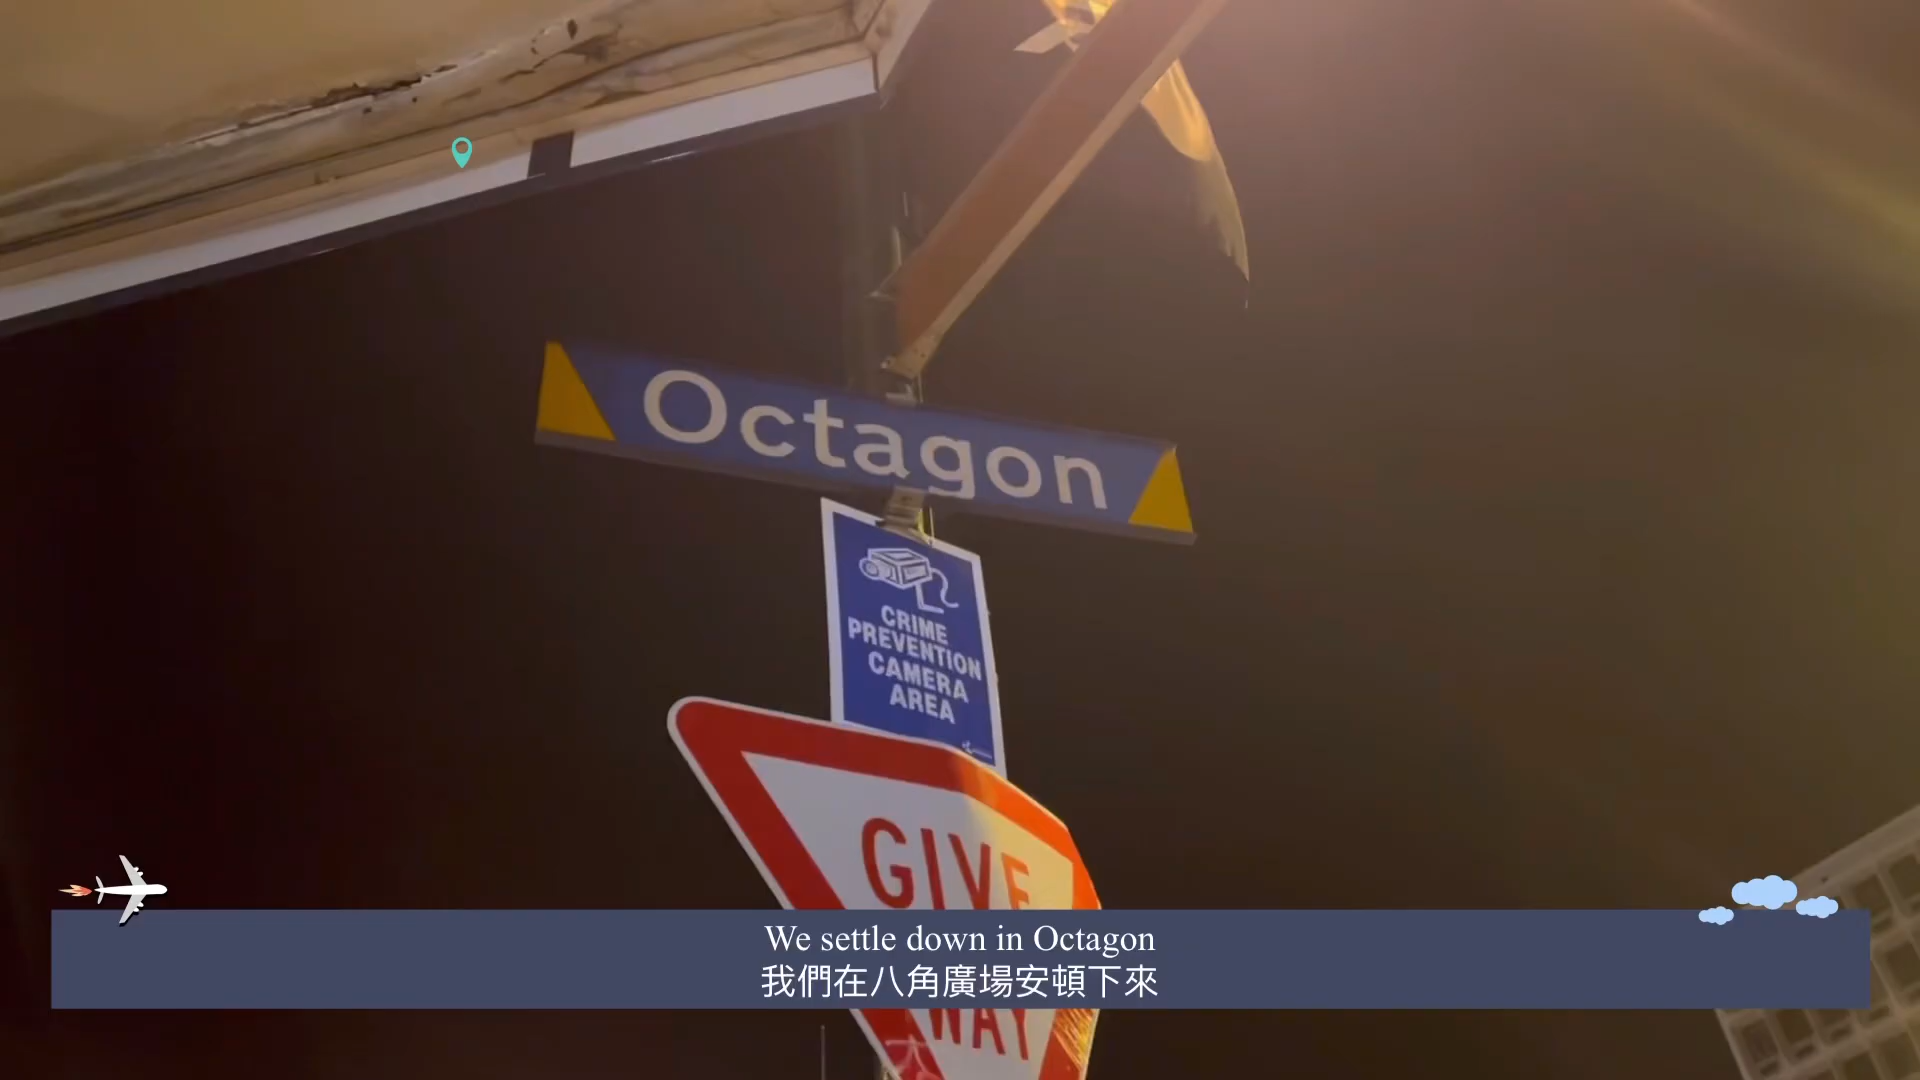 Octagon
CRIME
PREVENTION
CAMERA
AREA
GIVE
WAY
We settle down in Octagon
我們在八角廣場安頓下來